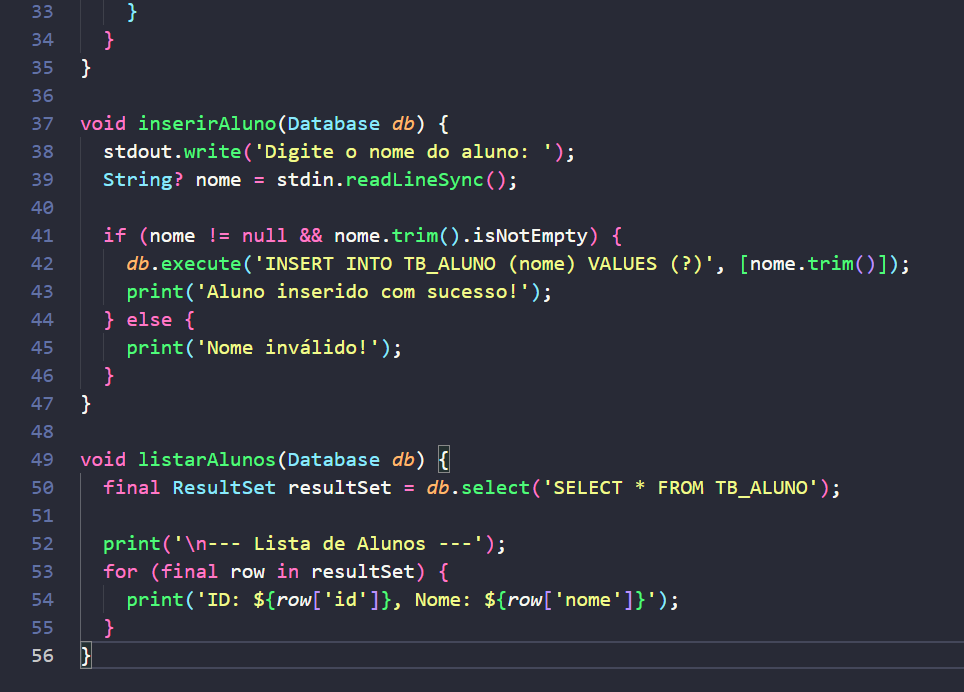 33     }
34   }
35 }
36
37 void inserirAluno(Database db) {
38   stdout.write('Digite o nome do aluno: ');
39   String? nome = stdin.readLineSync();
40
41   if (nome != null && nome.trim().isNotEmpty) {
42     db.execute('INSERT INTO TB_ALUNO (nome) VALUES (?)', [nome.trim()]);
43     print('Aluno inserido com sucesso!');
44   } else {
45     print('Nome inválido!');
46   }
47 }
48
49 void listarAlunos(Database db) {
50   final ResultSet resultSet = db.select('SELECT * FROM TB_ALUNO');
51
52   print('\n--- Lista de Alunos ---');
53   for (final row in resultSet) {
54     print('ID: ${row['id']}, Nome: ${row['nome']}');
55   }
56 }